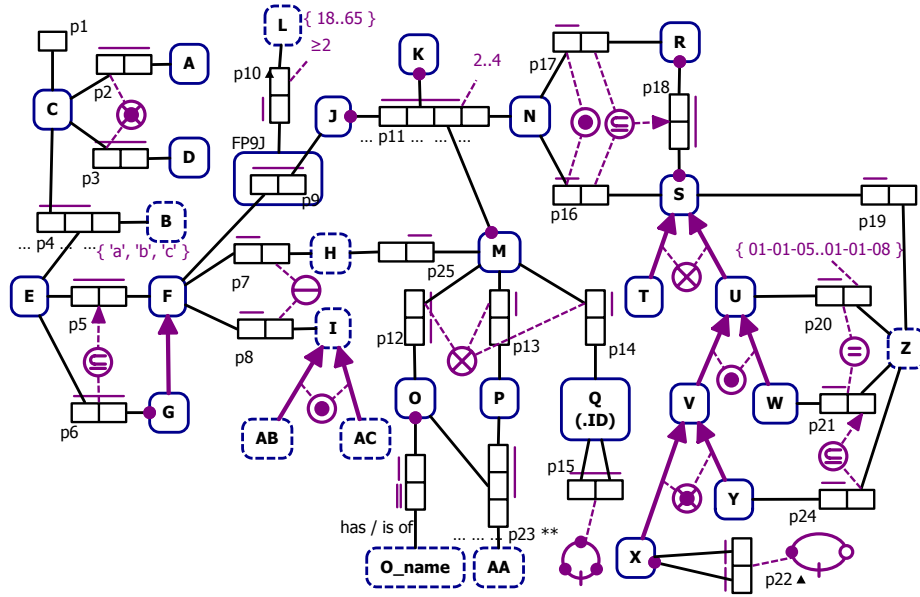 p1
L
{ 18..65 }
≥2
K
R
A
p2
p10
2..4
p17
p18
C
J
p11
... ... ... ...
N
FP9J
D
p3
p9
p16
S
p19
B
... p4 ... ...
{ 'a', 'b', 'c' }
H
M
p7
p25
{ 01-01-05..01-01-08 }
E
F
T
U
p5
I
p12
p13
p14
p20
Z
p8
O
P
Q
(.ID)
V
W
p21
p6
G
AB
AC
p15
Y
p24
has / is of
... ... ... p23 **
X
p22
O_name
AA